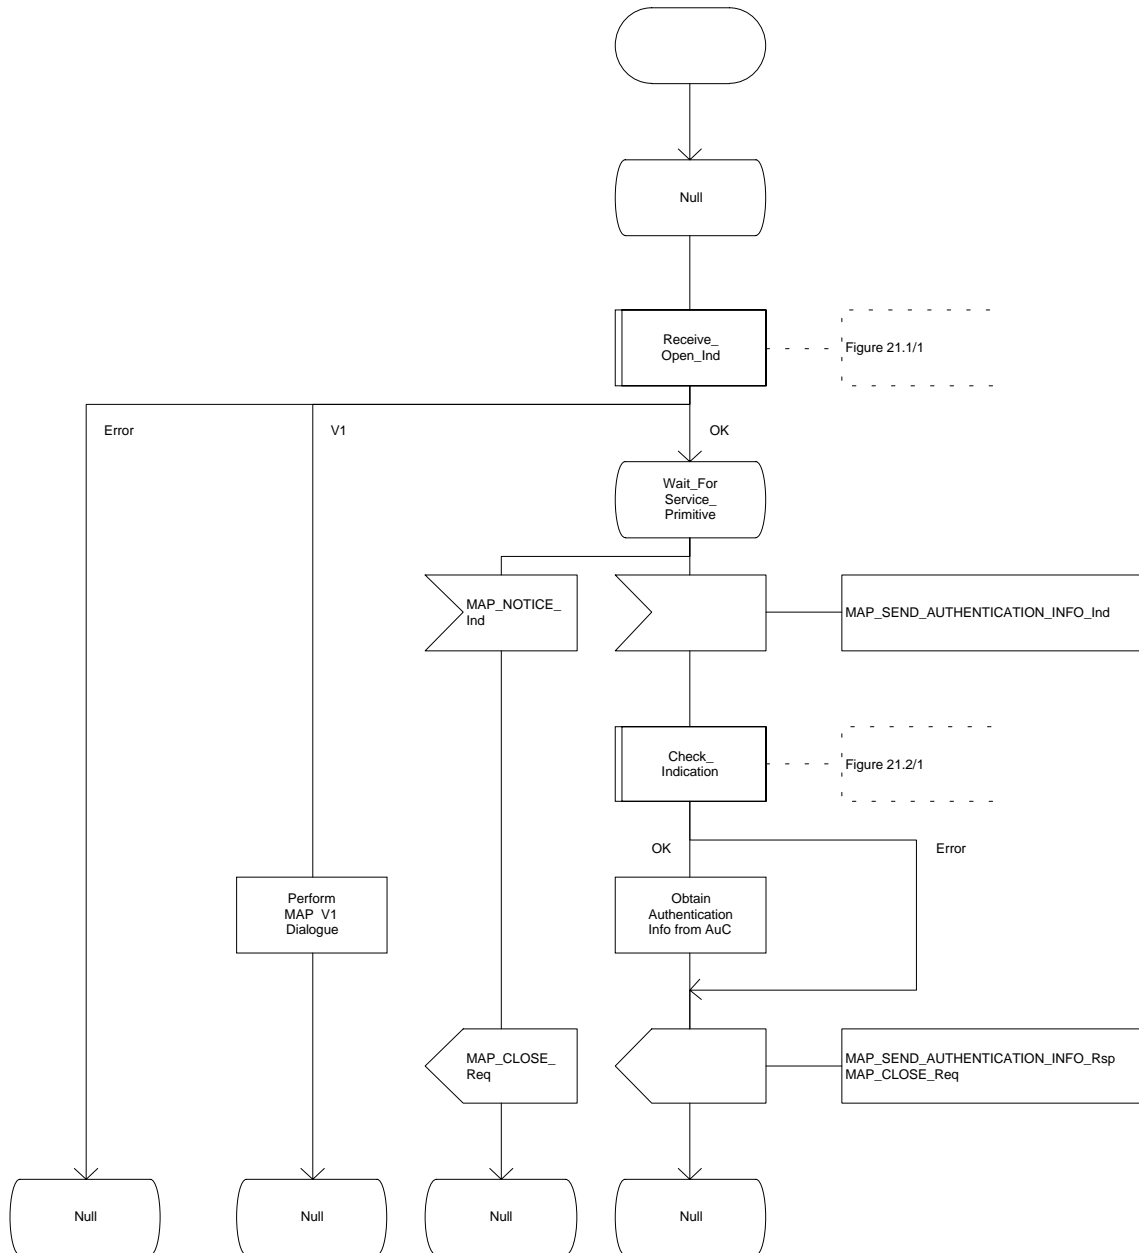 Null
Receive_
Open_Ind
Figure 21.1/1
Error
V1
OK
Wait_For
Service_
Primitive
MAP_NOTICE_
Ind
MAP_SEND_AUTHENTICATION_INFO_Ind
Check_
Indication
Figure 21.2/1
OK
Error
Perform
MAP_V1
Dialogue
Obtain
Authentication
Info from AuC
MAP_CLOSE_
Req
MAP_SEND_AUTHENTICATION_INFO_Rsp
MAP_CLOSE_Req
Null
Null
Null
Null